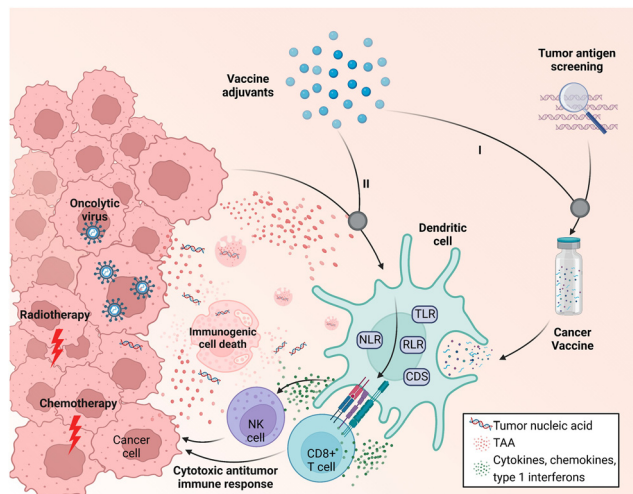 Vaccine
adjuvants
Tumor antigen
screening
I
II
Oncolytic
virus
Dendritic
cell
TLR
NLR
RLR
CDS
Cancer
Vaccine
Radiotherapy
Immunogenic
cell death
Chemotherapy
Cancer
cell
NK
cell
CD8+
T cell
Cytotoxic antitumor
immune response
Tumor nucleic acid
TAA
Cytokines, chemokines,
type 1 interferons